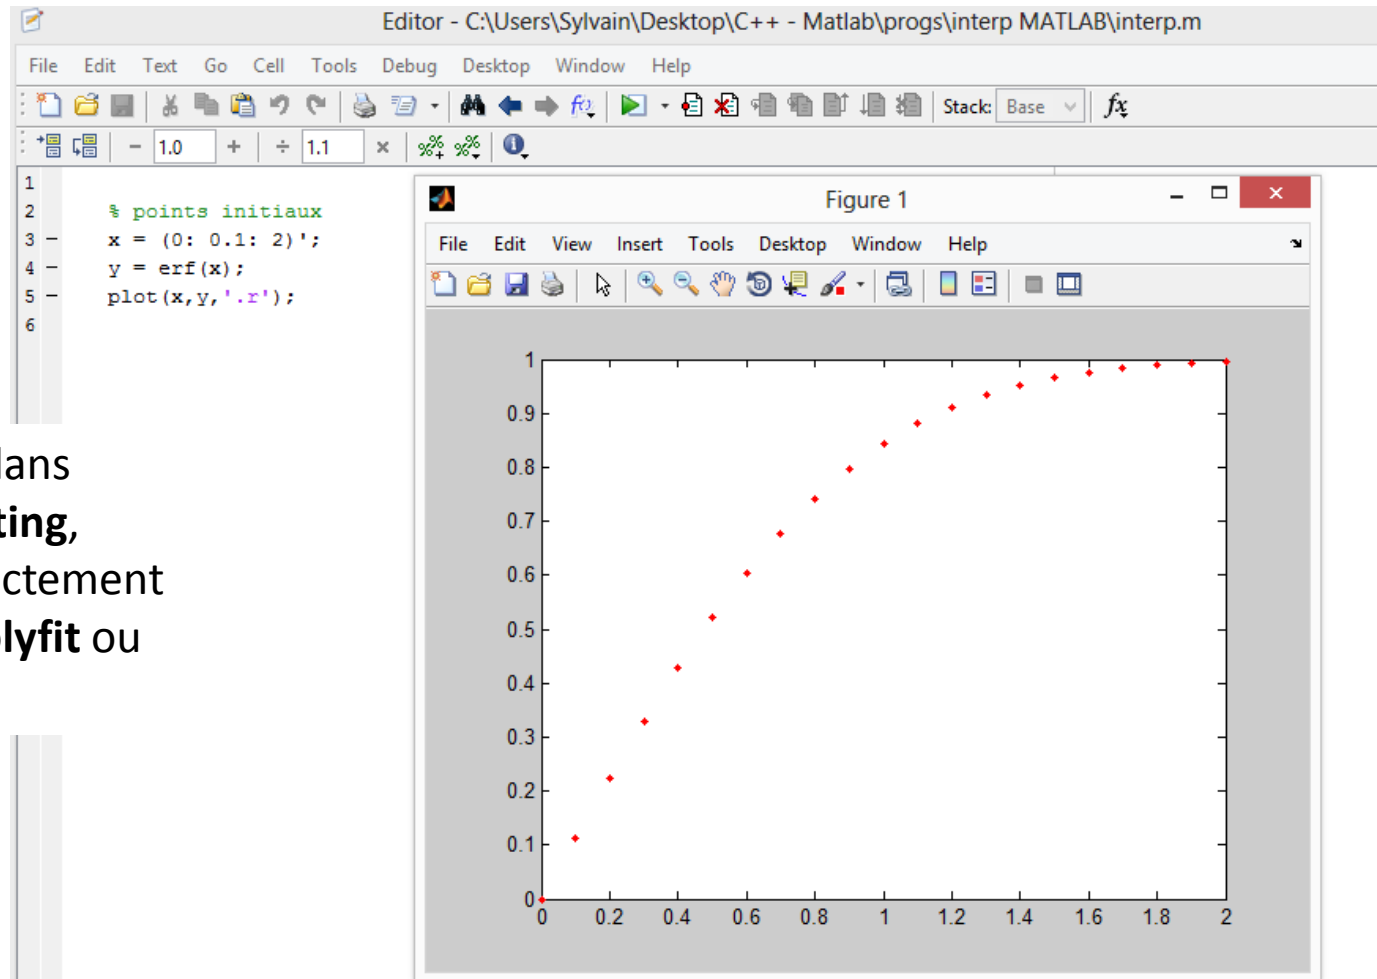 Editor - C:\Users\Sylvain\Desktop\C++ - Matlab\progs\interp MATLAB\interp.m
File Edit Text Go Cell Tools Debug Desktop Window Help
Stack: Base fx
− 1.0 + ÷ 1.1 ×
1
2 % points initiaux
3 − x = (0: 0.1: 2)';
4 − y = erf(x);
5 − plot(x,y,'.r');
6
Figure 1
File Edit View Insert Tools Desktop Window Help
1
0.9
0.8
0.7
0.6
0.5
0.4
0.3
0.2
0.1
0
0 0.2 0.4 0.6 0.8 1 1.2 1.4 1.6 1.8 2
ting,
ctement
lyfit ou